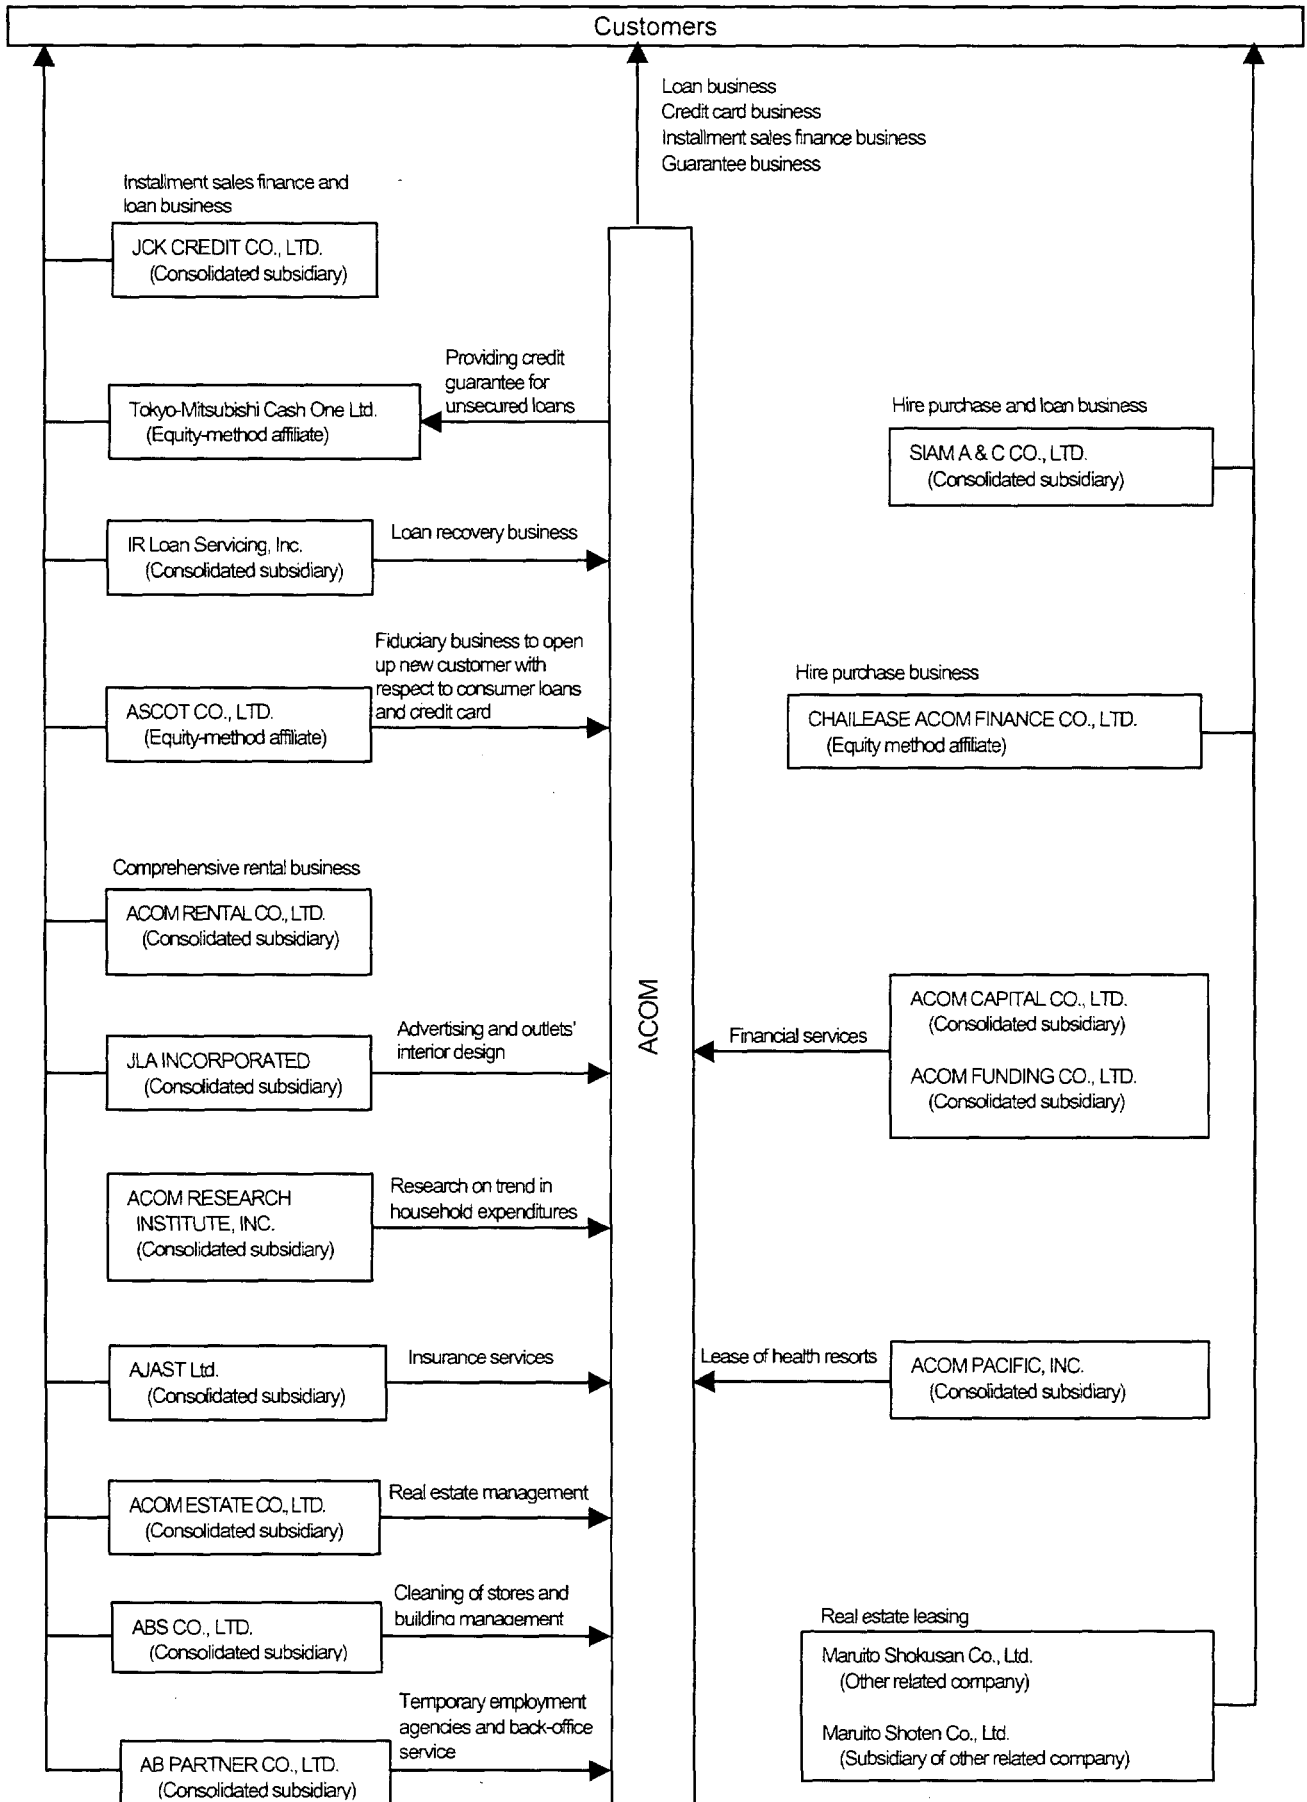 Customers
Loan business
Credit card business
Installment sales finance business
Guarantee business
Installment sales finance and
loan business
JCK CREDIT CO., LTD.
(Consolidated subsidiary)
Providing credit
guarantee for
unsecured loans
Tokyo-Mitsubishi Cash One Ltd.
(Equity-method affiliate)
Hire purchase and loan business
SIAM A & C CO., LTD.
(Consolidated subsidiary)
IR Loan Servicing, Inc.
(Consolidated subsidiary)
Loan recovery business
Fiduciary business to open
up new customer with
respect to consumer loans
and credit card
ASCOT CO., LTD.
(Equity-method affiliate)
Hire purchase business
CHAILEASE ACOM FINANCE CO., LTD.
(Equity method affiliate)
Comprehensive rental business
ACOM RENTAL CO., LTD.
(Consolidated subsidiary)
ACOM
JLA INCORPORATED
(Consolidated subsidiary)
Advertising and outlets'
interior design
Financial services
ACOM CAPITAL CO., LTD.
(Consolidated subsidiary)
ACOM FUNDING CO., LTD.
(Consolidated subsidiary)
ACOM RESEARCH
INSTITUTE, INC.
(Consolidated subsidiary)
Research on trend in
household expenditures
AJAST Ltd.
(Consolidated subsidiary)
Insurance services
Lease of health resorts
ACOM PACIFIC, INC.
(Consolidated subsidiary)
ACOM ESTATE CO., LTD.
(Consolidated subsidiary)
Real estate management
ABS CO., LTD.
(Consolidated subsidiary)
Cleaning of stores and
building management
Real estate leasing
Maruito Shokusan Co., Ltd.
(Other related company)
Maruito Shoten Co., Ltd.
(Subsidiary of other related company)
Temporary employment
agencies and back-office
service
AB PARTNER CO., LTD.
(Consolidated subsidiary)